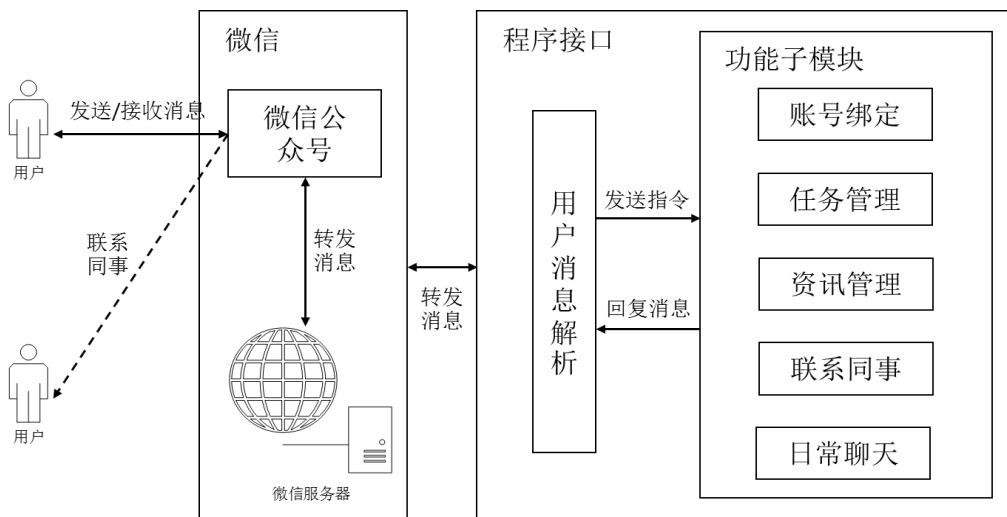 微信
程序接口
功能子模块
发送/接收消息
微信公
众号
账号绑定
用户
任务管理
发送指令
用
户
消
息
解
析
联系
同事
转发
消息
转发
消息
资讯管理
回复消息
联系同事
用户
日常聊天
微信服务器